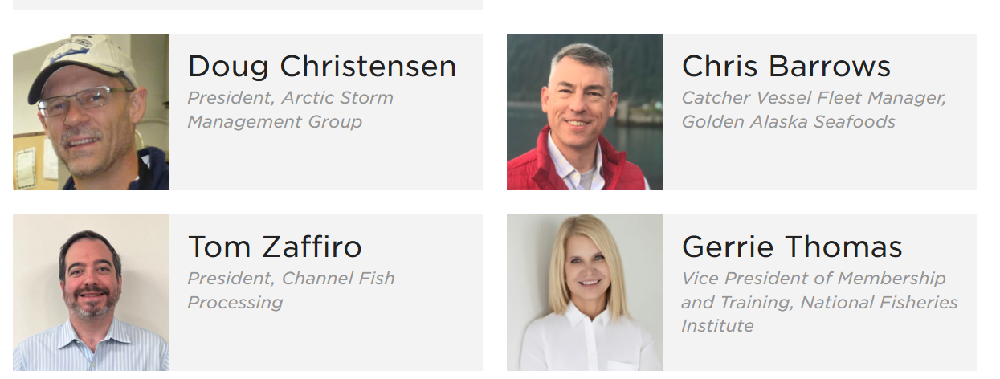 Doug Christensen
President, Arctic Storm
Management Group
Chris Barrows
Catcher Vessel Fleet Manager,
Golden Alaska Seafoods
Tom Zaffiro
President, Channel Fish
Processing
Gerrie Thomas
Vice President of Membership
and Training, National Fisheries
Institute